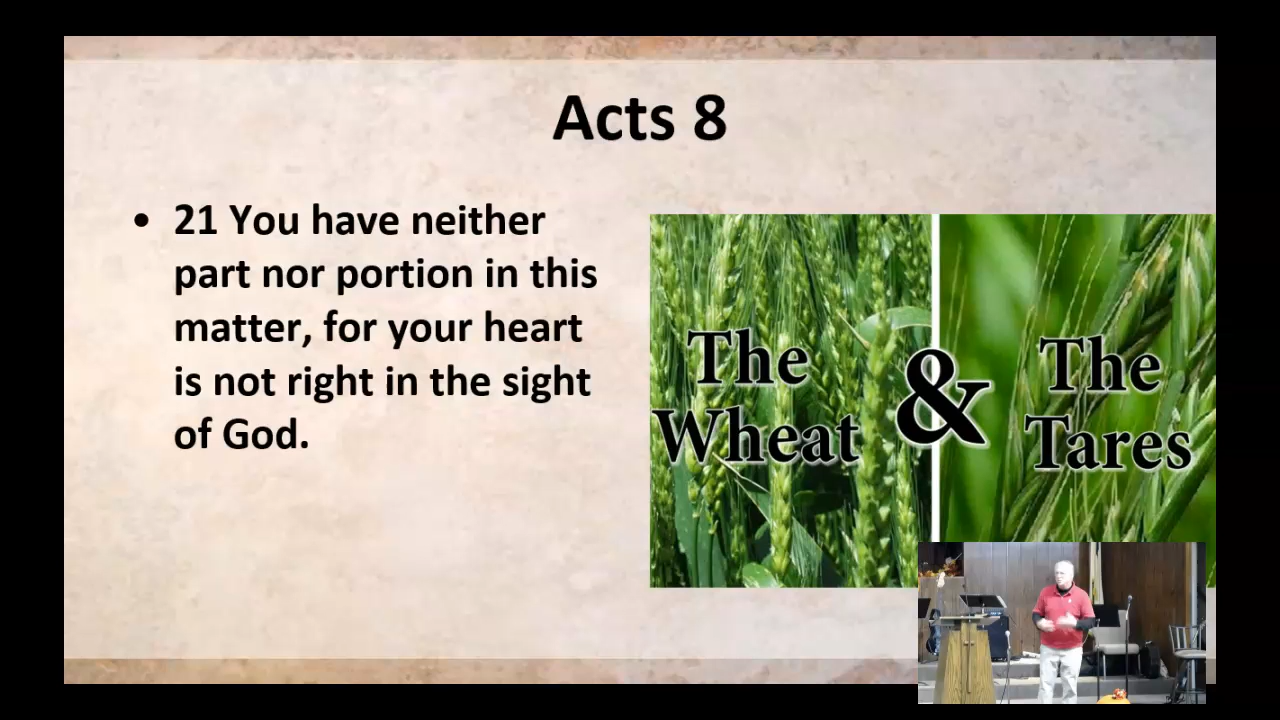 Acts 8
• 21 You have neither
part nor portion in this
matter, for your heart
is not right in the sight
of God.
The
Wheat
&
The
Tares